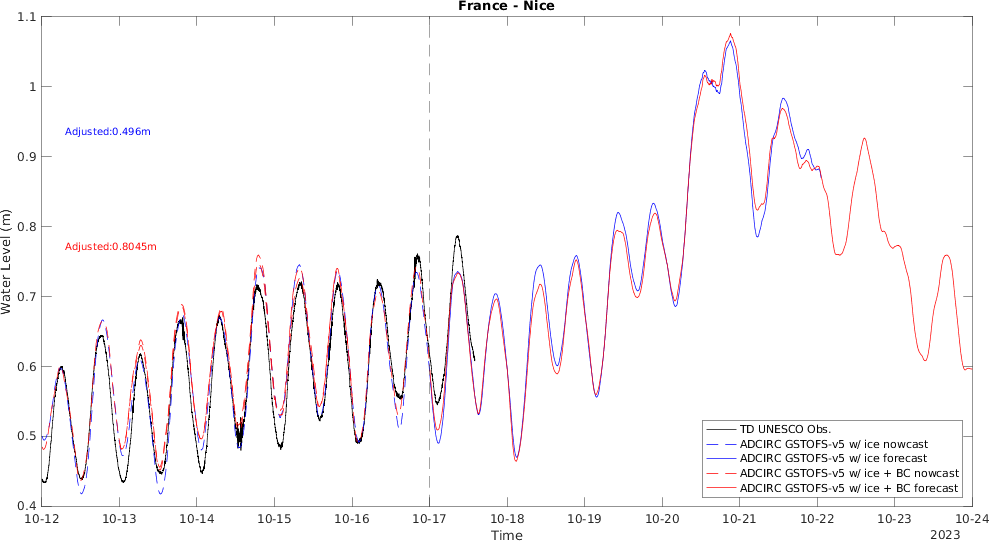 France - Nice
1.1
1
0.9
0.8
0.7
0.6
0.5
0.4
Water Level (m)
Adjusted:0.496m
Adjusted:0.8045m
TD UNESCO Obs.
ADCIRC GSTOFS-v5 w/ ice nowcast
ADCIRC GSTOFS-v5 w/ ice forecast
ADCIRC GSTOFS-v5 w/ ice + BC nowcast
ADCIRC GSTOFS-v5 w/ ice + BC forecast
10-12 10-13 10-14 10-15 10-16 10-17 10-18 10-19 10-20 10-21 10-22 10-23 10-24
Time
2023